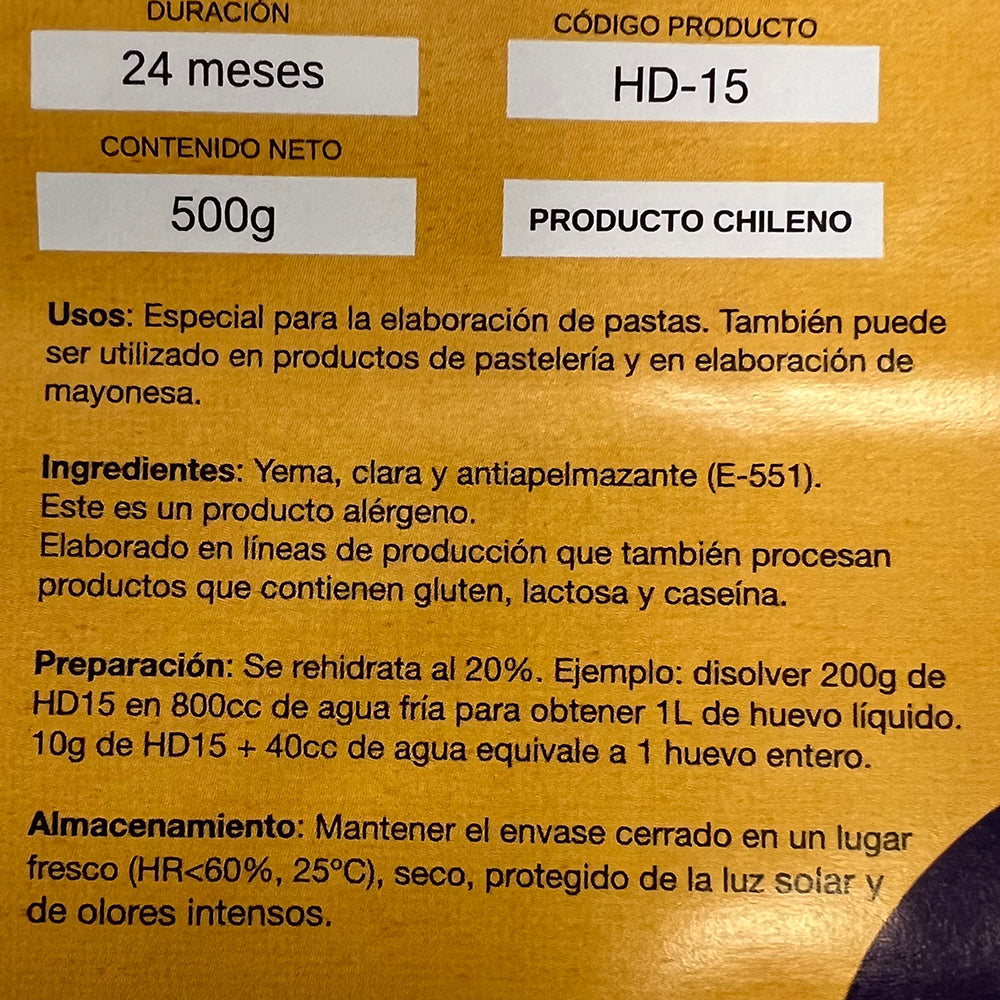 DURACIÓN
CÓDIGO PRODUCTO
24 meses
HD-15
CONTENIDO NETO
500g
PRODUCTO CHILENO
Usos: Especial para la elaboración de pastas. También puede
ser utilizado en productos de pastelería y en elaboración de
mayonesa.
Ingredientes: Yema, clara y antiapelmazante (E-551).
Este es un producto alérgeno.
Elaborado en líneas de producción que también procesan
productos que contienen gluten, lactosa y caseína.
Preparación: Se rehidrata al 20%. Ejemplo: disolver 200g de
HD15 en 800cc de agua fría para obtener 1L de huevo líquido.
10g de HD15 + 40cc de agua equivale a 1 huevo entero.
Almacenamiento: Mantener el envase cerrado en un lugar
fresco (HR<60%, 25ºC), seco, protegido de la luz solar y
de olores intensos.